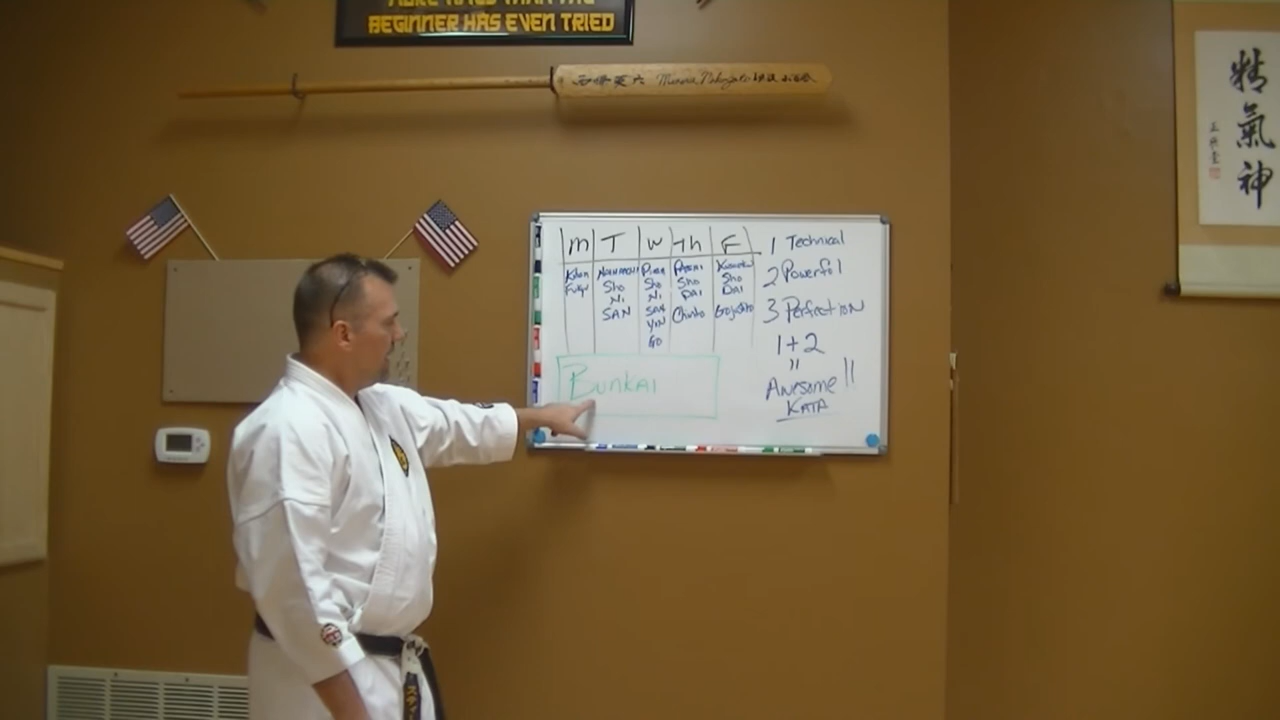 BEGINNER HAS EVEN TRIED
精氣神
M T W Th F
Kihon
Fukyu
Naihanchi
Sho
Ni
SAN
Pinan
Sho
Ni
SAN
YoN
Go
Passai
Sho
DAI
Chinto
Kusanku
Sho
DAI
Gojushiho
BunkAI
1 Technical
2 Powerful
3 Perfection
1+2
"
Awesome
KATA